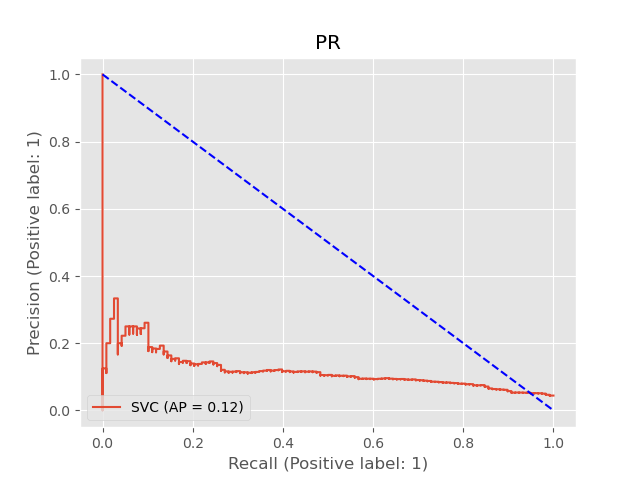 PR
Precision (Positive label: 1)
1.0
0.8
0.6
0.4
0.2
0.0
SVC (AP = 0.12)
0.0 0.2 0.4 0.6 0.8 1.0
Recall (Positive label: 1)